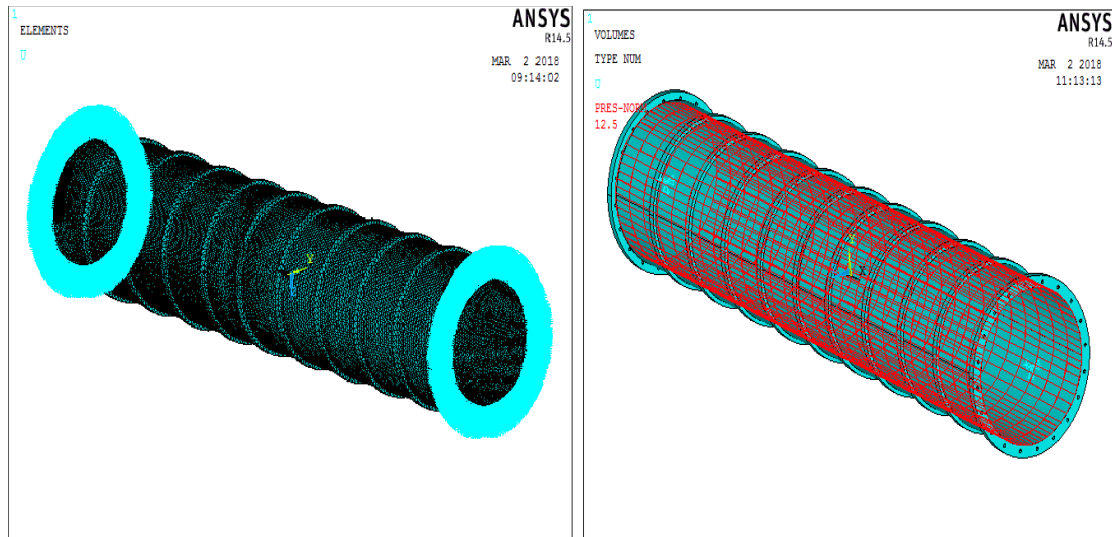 1
ELEMENTS
U
ANSYS
R14.5
MAR 2 2018
09:14:02
Y
1
VOLUMES
TYPE NUM
U
PRES-NOR
12.5
ANSYS
R14.5
MAR 2 2018
11:13:13
X